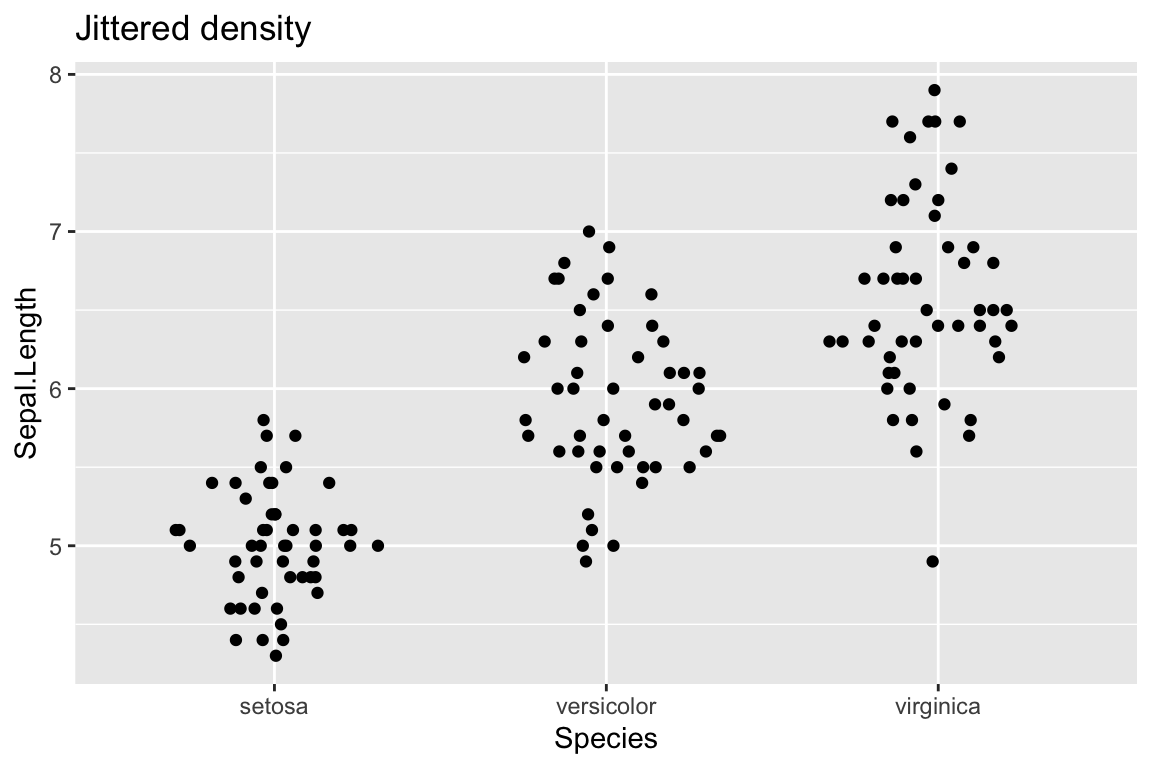 Jittered density
8
7
6
5
Sepal.Length
setosa versicolor virginica
Species